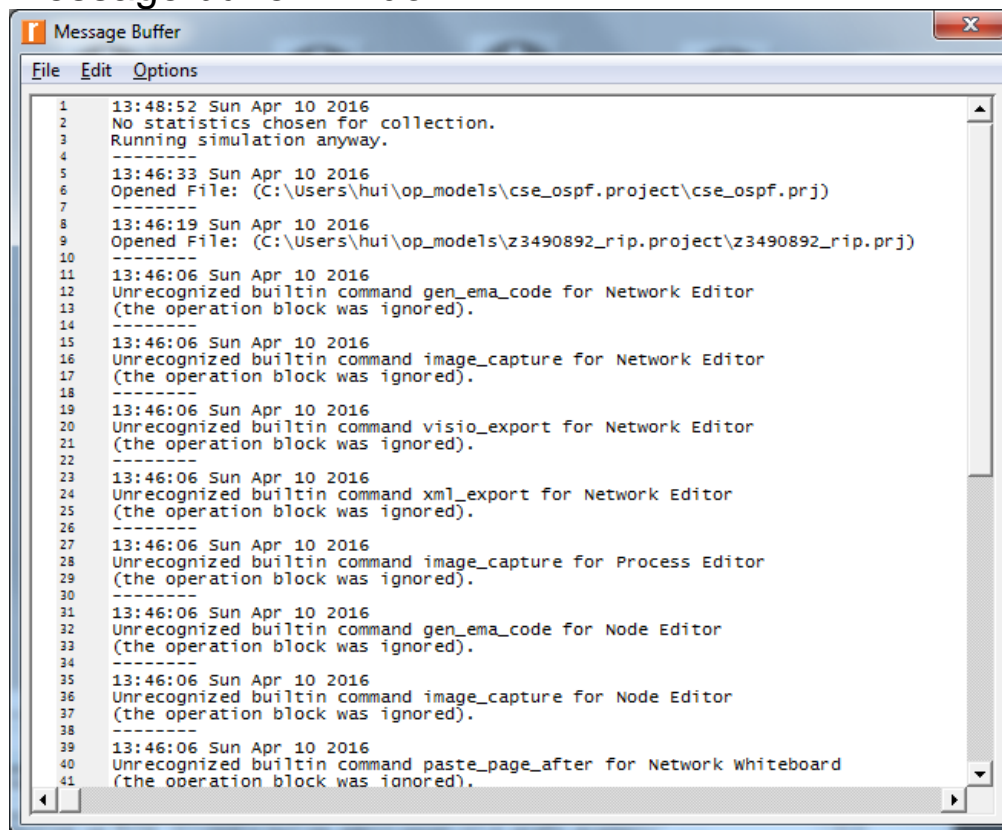 Message Buffer
File Edit Options
1 13:48:52 Sun Apr 10 2016
2 No statistics chosen for collection.
3 Running simulation anyway.
4 --------
5 13:46:33 Sun Apr 10 2016
6 Opened File: (C:\Users\hui\op_models\cse_ospf.project\cse_ospf.prj)
7 --------
8 13:46:19 Sun Apr 10 2016
9 Opened File: (C:\Users\hui\op_models\z3490892_rip.project\z3490892_rip.prj)
10 --------
11 13:46:06 Sun Apr 10 2016
12 Unrecognized builtin command gen_ema_code for Network Editor
13 (the operation block was ignored).
14 --------
15 13:46:06 Sun Apr 10 2016
16 Unrecognized builtin command image_capture for Network Editor
17 (the operation block was ignored).
18 --------
19 13:46:06 Sun Apr 10 2016
20 Unrecognized builtin command visio_export for Network Editor
21 (the operation block was ignored).
22 --------
23 13:46:06 Sun Apr 10 2016
24 Unrecognized builtin command xml_export for Network Editor
25 (the operation block was ignored).
26 --------
27 13:46:06 Sun Apr 10 2016
28 Unrecognized builtin command image_capture for Process Editor
29 (the operation block was ignored).
30 --------
31 13:46:06 Sun Apr 10 2016
32 Unrecognized builtin command gen_ema_code for Node Editor
33 (the operation block was ignored).
34 --------
35 13:46:06 Sun Apr 10 2016
36 Unrecognized builtin command image_capture for Node Editor
37 (the operation block was ignored).
38 --------
39 13:46:06 Sun Apr 10 2016
40 Unrecognized builtin command paste_page_after for Network Whiteboard
41 (the operation block was ignored).